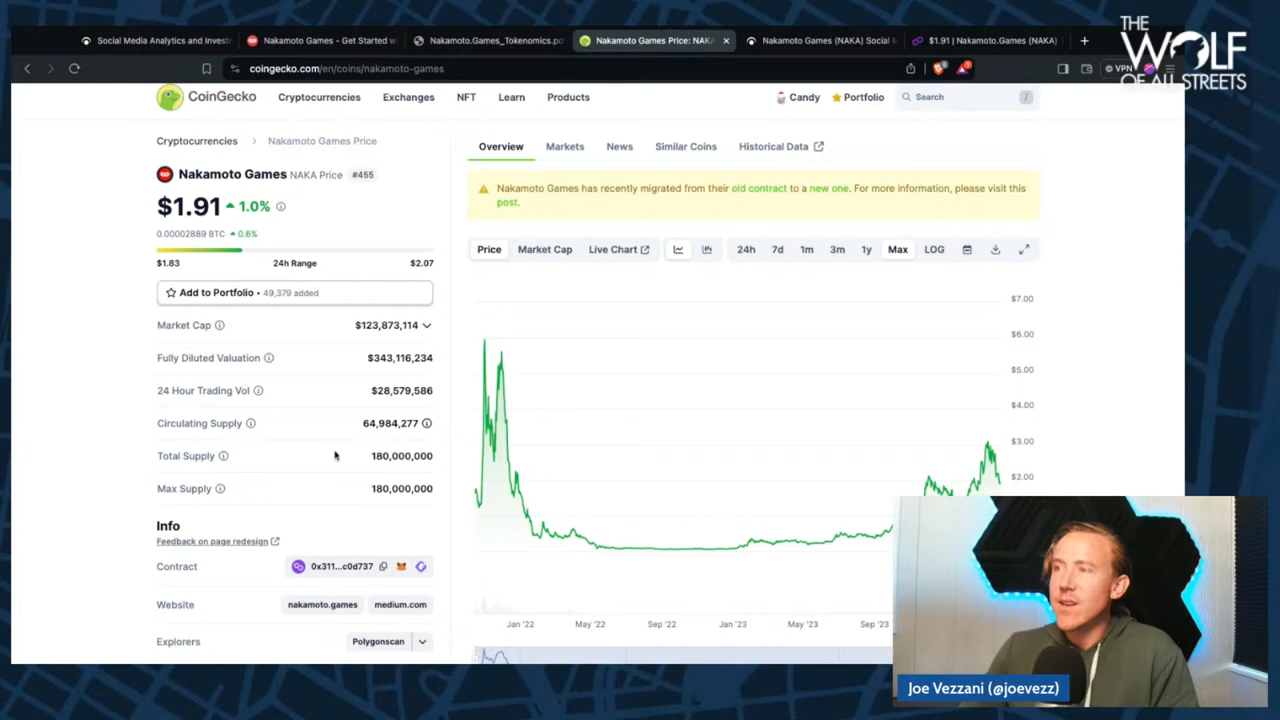 THE
WOLF
OF ALL STREETS
Social Media Analytics and Invest
Nakamoto Games - Get Started w
Nakamoto.Games_Tokenomics.pd
Nakamoto Games Price: NAKA
Nakamoto Games (NAKA) Social
$1.91 | Nakamoto.Games (NAKA)
coingecko.com/en/coins/nakamoto-games
VPN
CoinGecko
Cryptocurrencies
Exchanges
NFT
Learn
Products
Candy
Portfolio
Search
/
Cryptocurrencies > Nakamoto Games Price
Nakamoto Games NAKA Price #455
$1.91 1.0%
0.00002889 BTC 0.6%
$1.83 24h Range $2.07
Add to Portfolio • 49,379 added
Market Cap $123,873,114
Fully Diluted Valuation $343,116,234
24 Hour Trading Vol $28,579,586
Circulating Supply 64,984,277
Total Supply 180,000,000
Max Supply 180,000,000
Info
Feedback on page redesign
Contract 0x311...c0d737
Website nakamoto.games medium.com
Explorers Polygonscan
Overview Markets News Similar Coins Historical Data
Nakamoto Games has recently migrated from their old contract to a new one. For more information, please visit this
post.
Price Market Cap Live Chart 24h 7d 1m 3m 1y Max LOG
$7.00
$6.00
$5.00
$4.00
$3.00
$2.00
Jan '22 May '22 Sep '22 Jan '23 May '23 Sep '23
Joe Vezzani (@joevezz)